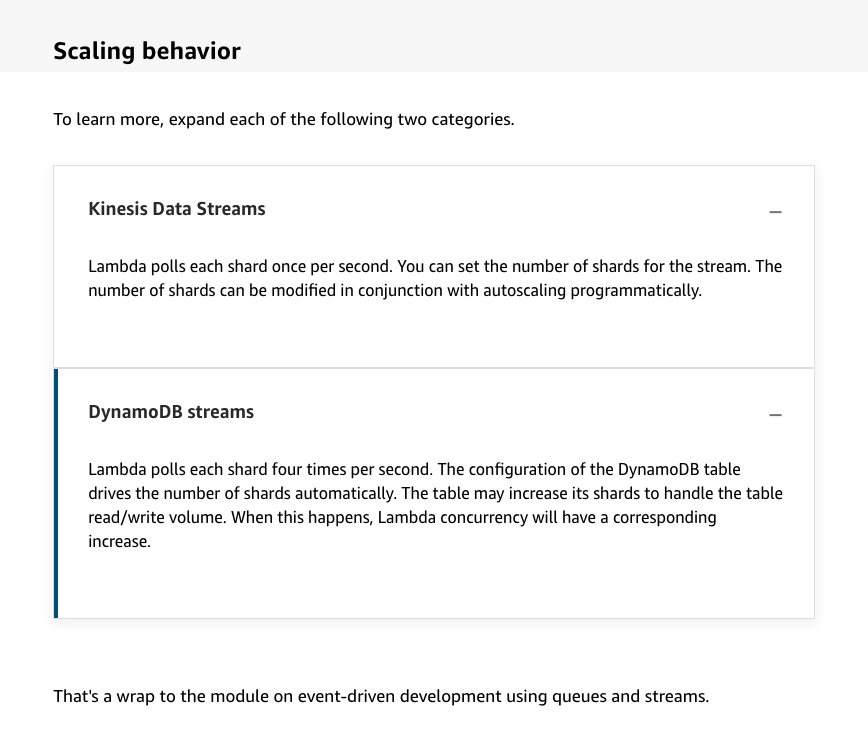 Scaling behavior
To learn more, expand each of the following two categories.
Kinesis Data Streams
Lambda polls each shard once per second. You can set the number of shards for the stream. The
number of shards can be modified in conjunction with autoscaling programmatically.
DynamoDB streams
Lambda polls each shard four times per second. The configuration of the DynamoDB table
drives the number of shards automatically. The table may increase its shards to handle the table
read/write volume. When this happens, Lambda concurrency will have a corresponding
increase.
That's a wrap to the module on event-driven development using queues and streams.